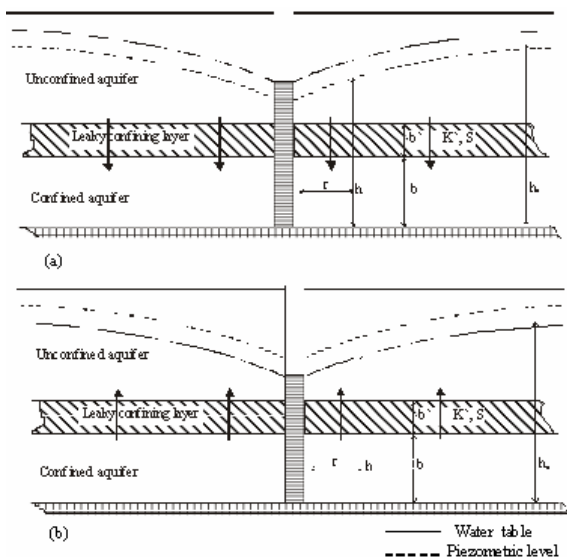 Unconfined aquifer
Leaky confining layer
b` K`, S`
Confined aquifer
r
h
b
h.
(a)
Unconfined aquifer
Leaky confining layer
b` K`, S`
Confined aquifer
r
h
b
h.
(b)
Water table
Piezometric level